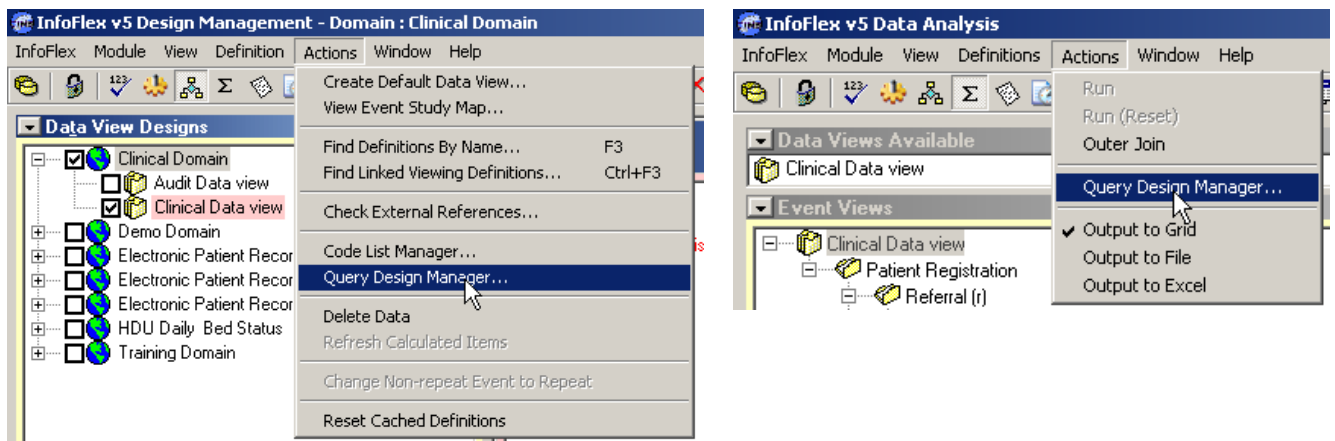 InfoFlex v5 Design Management - Domain : Clinical Domain
InfoFlex Module View Definition Actions Window Help
Data View Designs
Clinical Domain
Audit Data view
Clinical Data view
Demo Domain
Electronic Patient Recor
Electronic Patient Recor
Electronic Patient Recor
HDU Daily Bed Status
Training Domain
Create Default Data View...
View Event Study Map...
Find Definitions By Name... F3
Find Linked Viewing Definitions... Ctrl+F3
Check External References...
Code List Manager...
Query Design Manager...
Delete Data
Refresh Calculated Items
Change Non-repeat Event to Repeat
Reset Cached Definitions
InfoFlex v5 Data Analysis
InfoFlex Module View Definitions Actions Window Help
Data Views Available
Clinical Data view
Event Views
Clinical Data view
Patient Registration
Referral (r)
Run
Run (Reset)
Outer Join
Query Design Manager...
Output to Grid
Output to File
Output to Excel